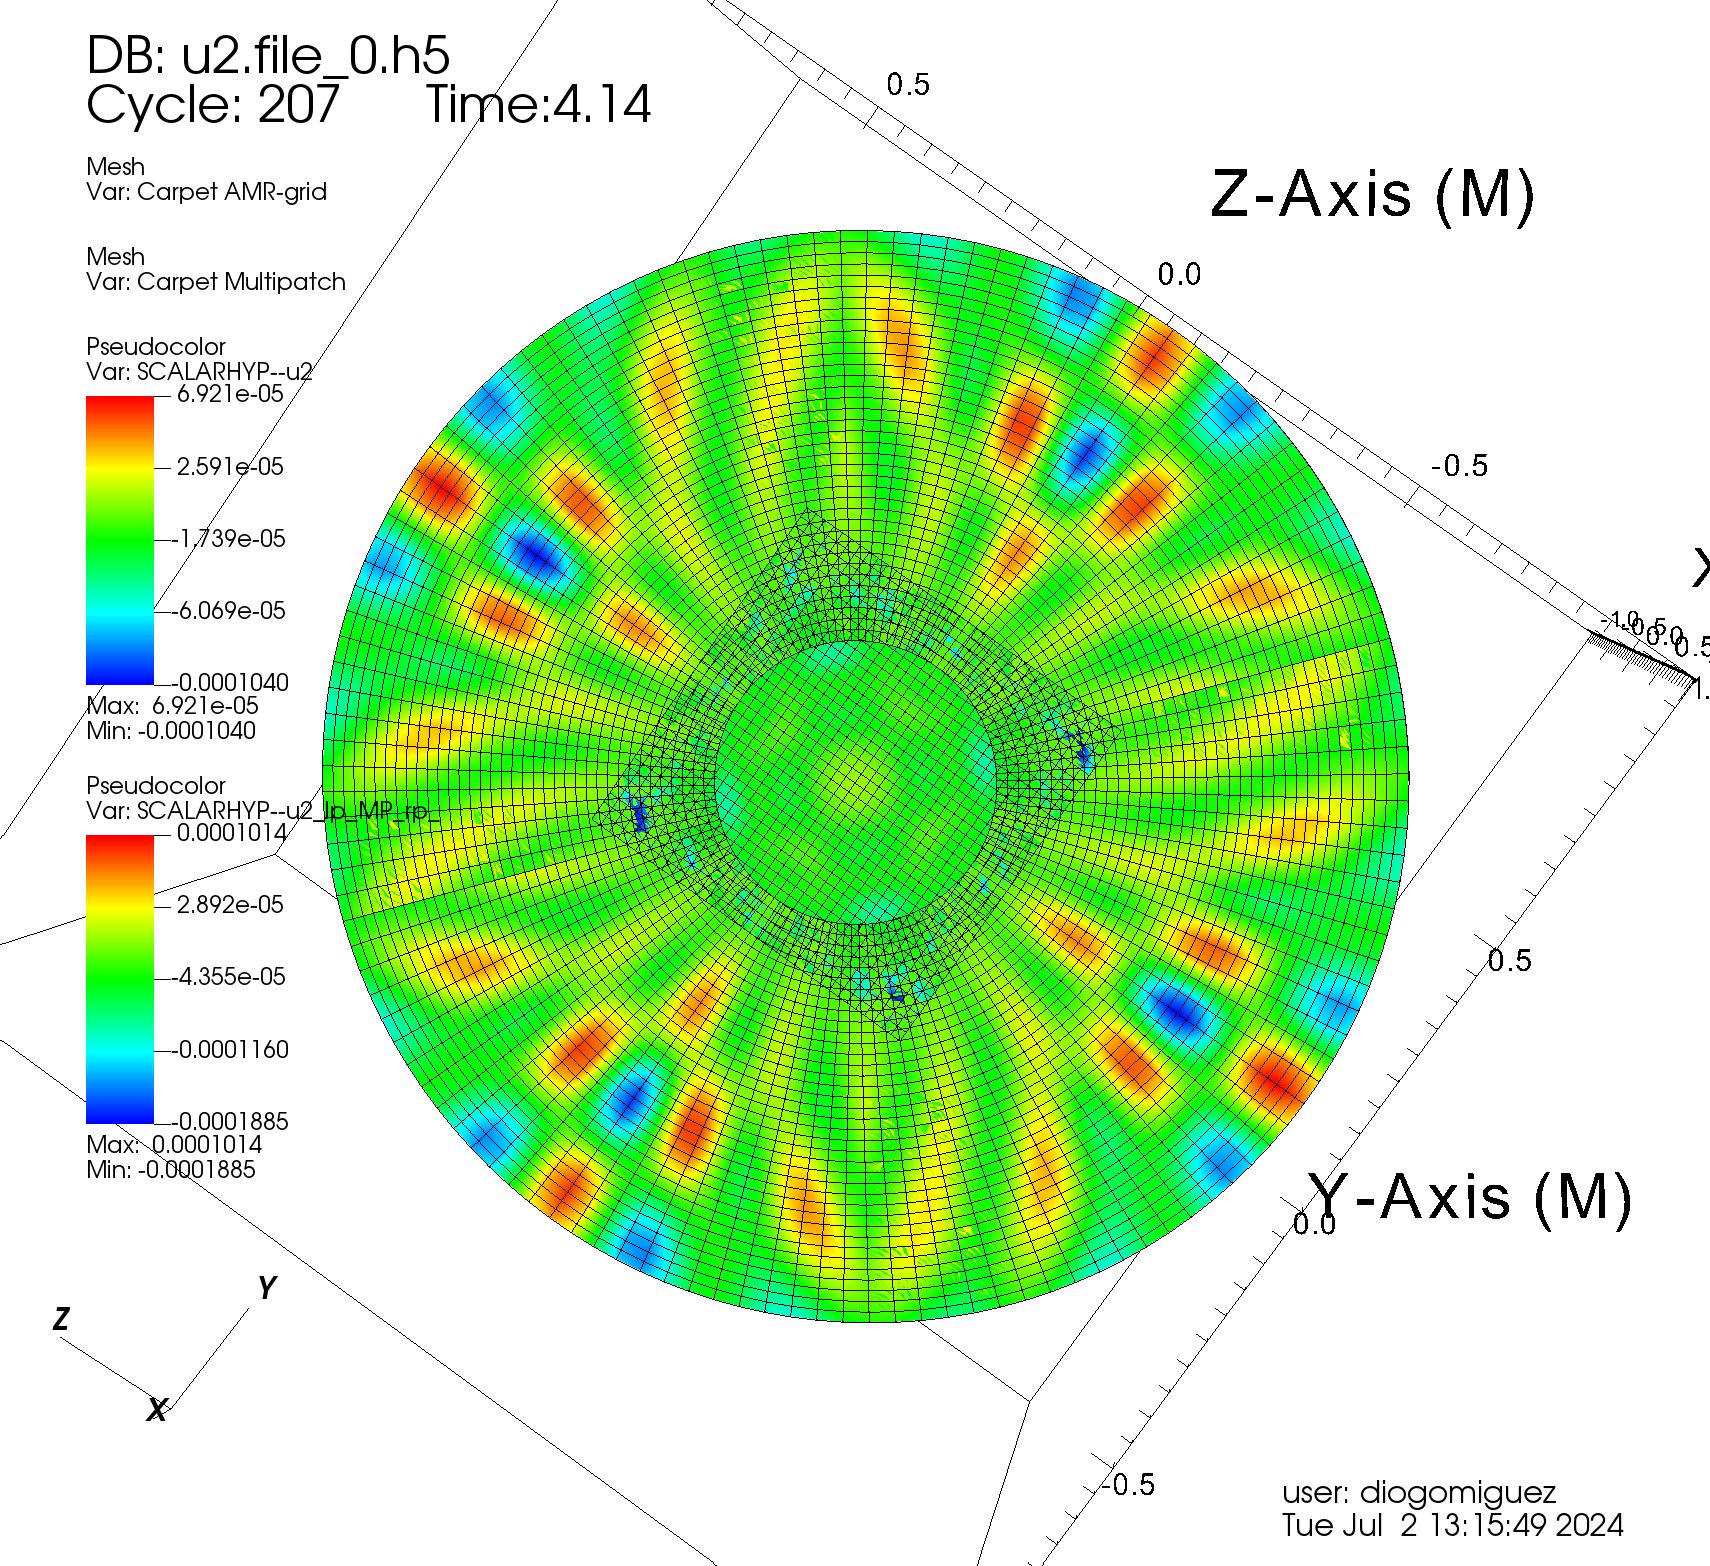 DB: u2.file_0.h5
Cycle: 207 Time:4.14
Mesh
Var: Carpet AMR-grid
Mesh
Var: Carpet Multipatch
Pseudocolor
Var: SCALARHYP--u2
6.921e-05
2.591e-05
-1.739e-05
-6.069e-05
-0.0001040
Max: 6.921e-05
Min: -0.0001040
Pseudocolor
Var: SCALARHYP--u2_lp_MP_rp_
0.0001014
2.892e-05
-4.355e-05
-0.0001160
-0.0001885
Max: 0.0001014
Min: -0.0001885
0.5
Z-Axis (M)
0.0
-0.5
X
-1.0
0.5
0.5
Y-Axis (M)
0.0
-0.5
Z
Y
X
user: diogomiguez
Tue Jul 2 13:15:49 2024